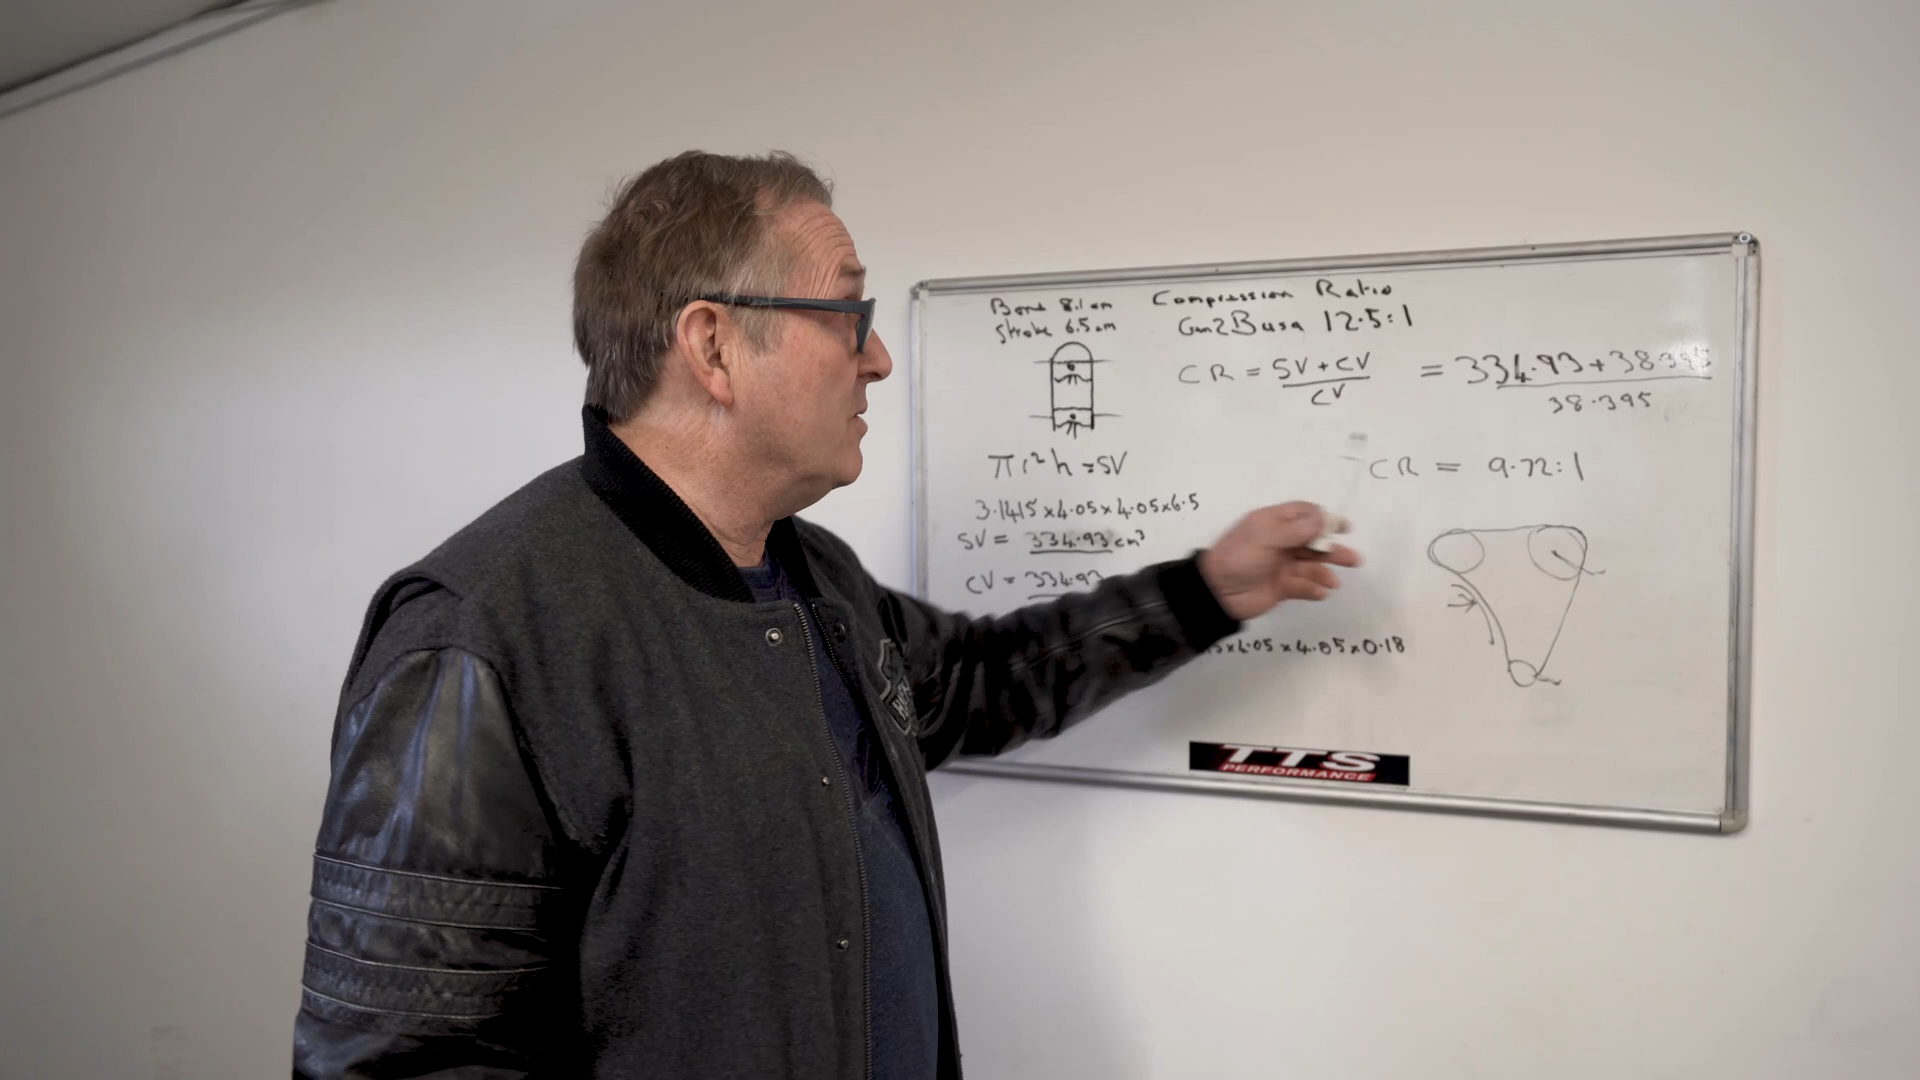 Bore 8.1 cm
Stroke 6.5 cm
Compression Ratio
Gen2 Busa 12.5:1
CR = SV + CV
CV
= 334.93 + 38.395
38.395
πr²h = SV
CR = 9.72:1
3.1415 x 4.05 x 4.05 x 6.5
SV = 334.93 cm³
CV = 334.93
x 4.05 x 4.05 x 0.18
TTS
PERFORMANCE